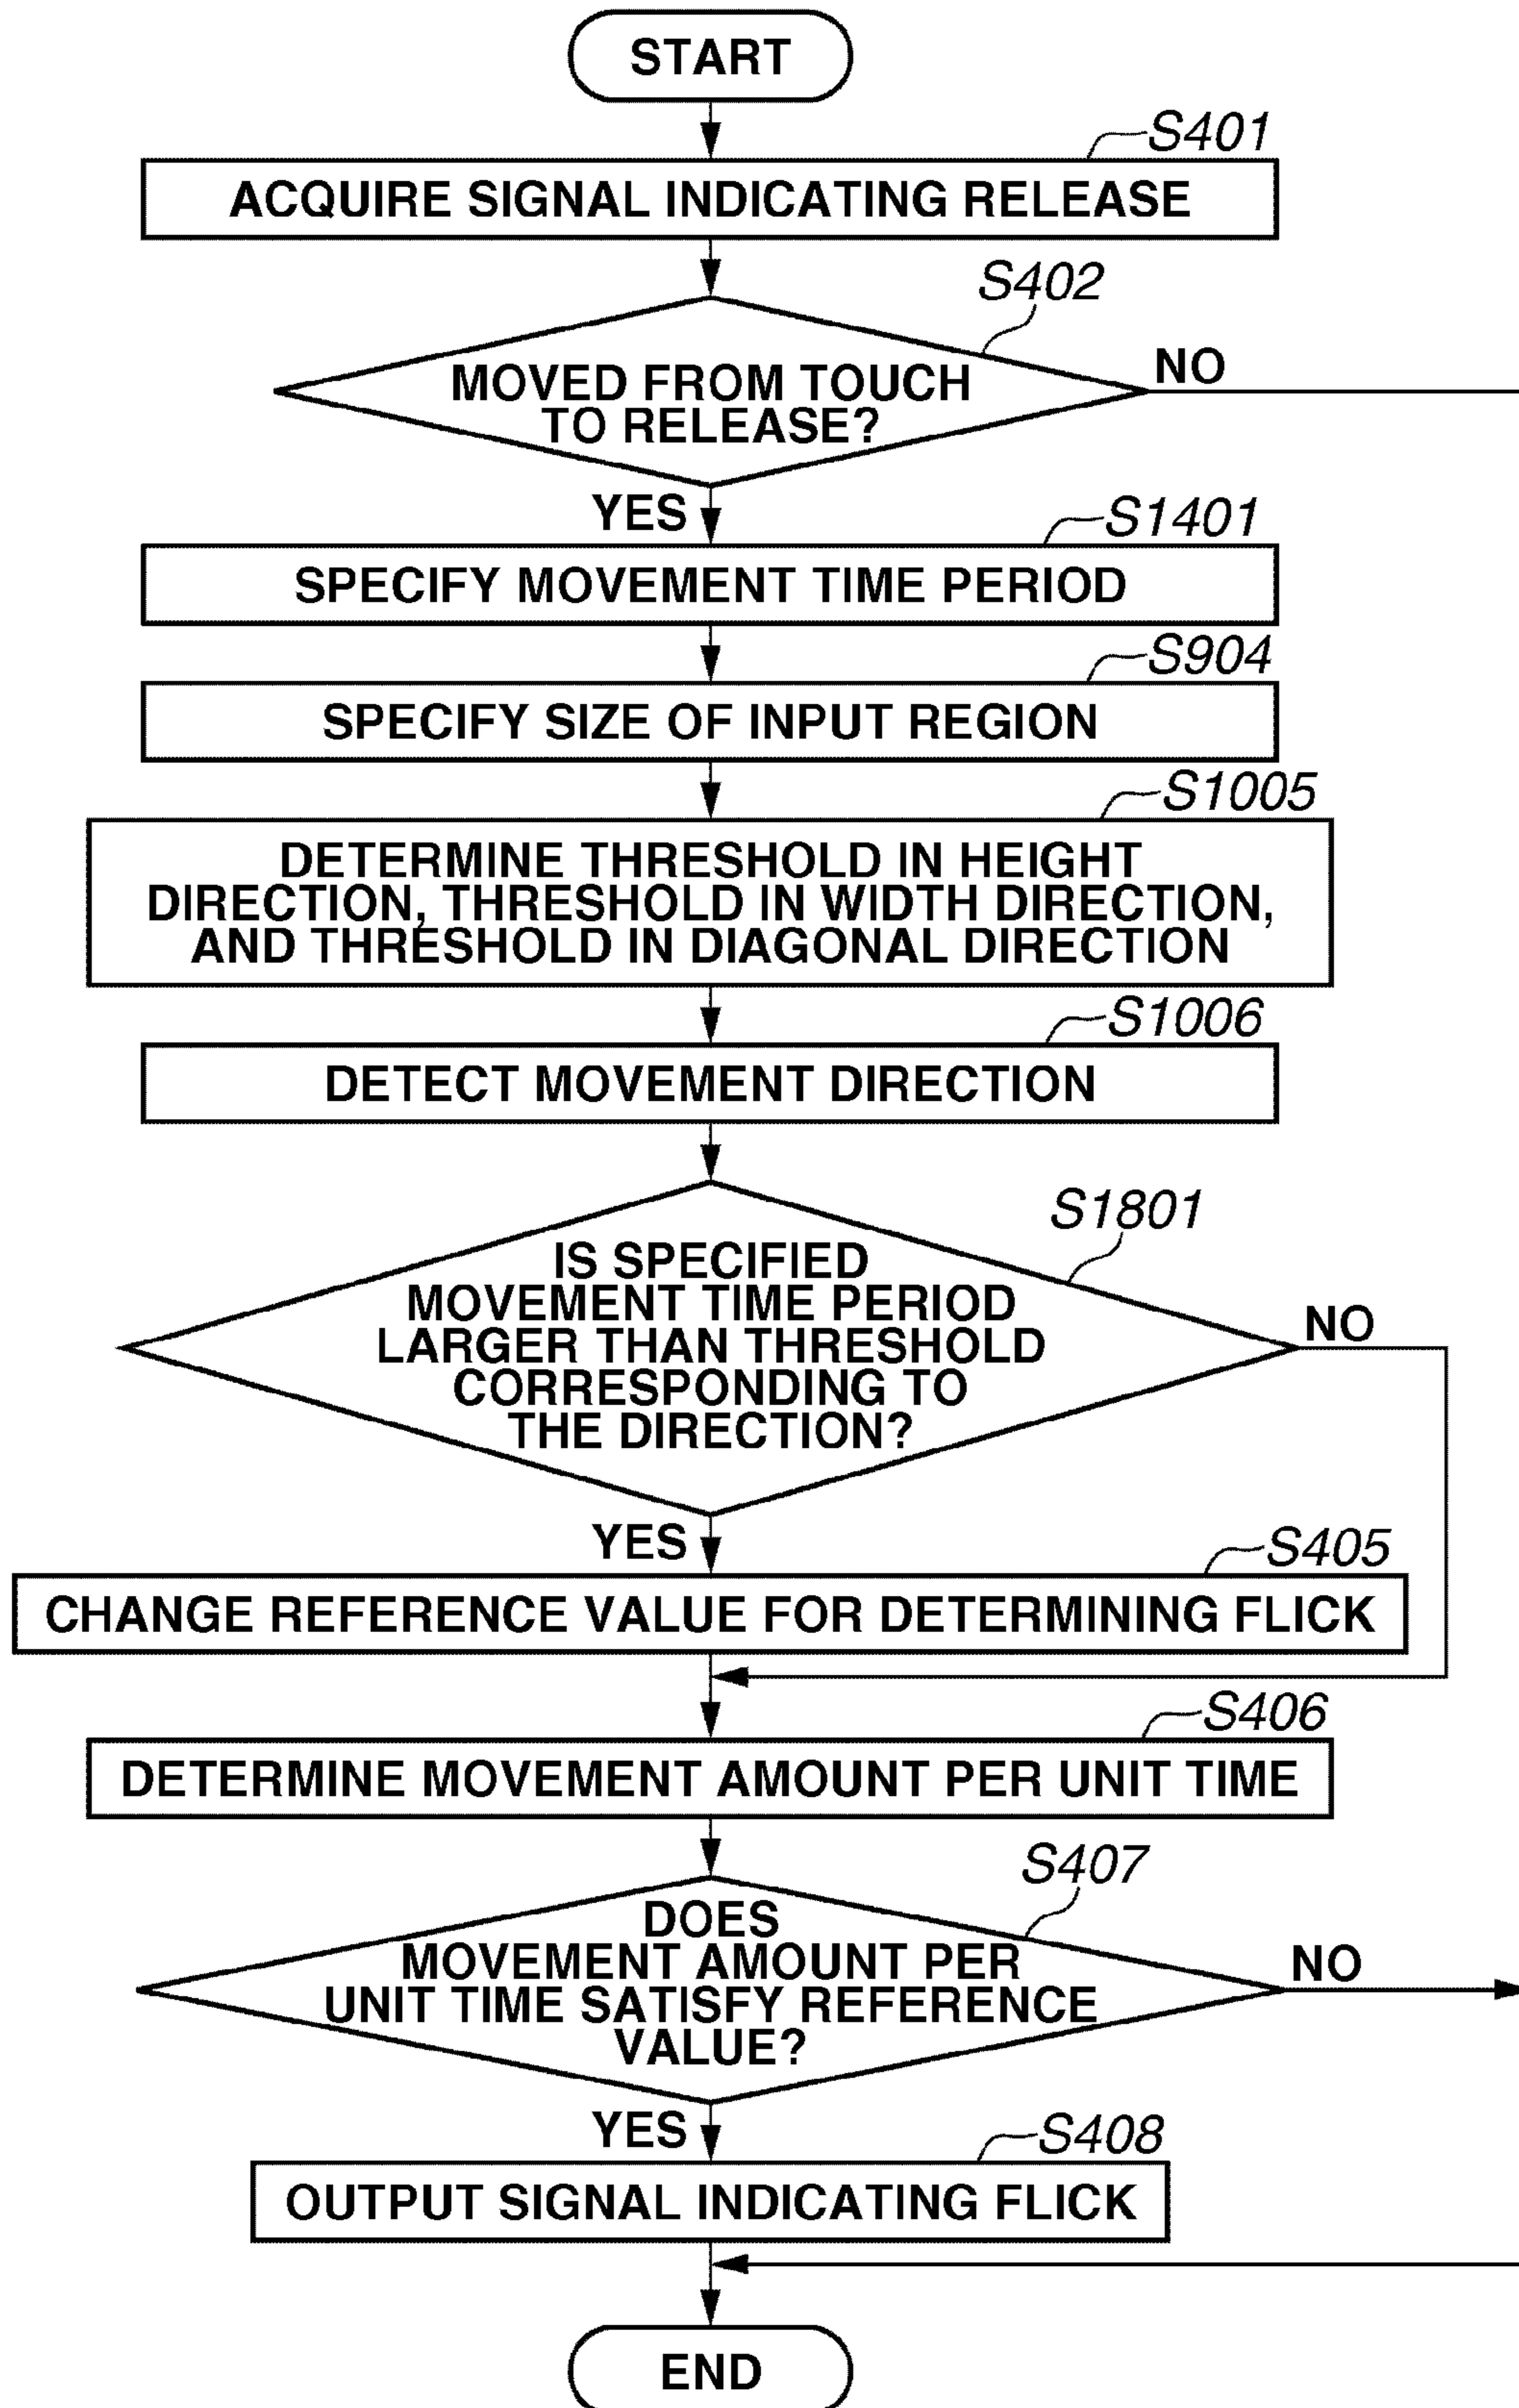 START
S401
ACQUIRE SIGNAL INDICATING RELEASE
S402
MOVED FROM TOUCH
TO RELEASE?
NO
YES
S1401
SPECIFY MOVEMENT TIME PERIOD
S904
SPECIFY SIZE OF INPUT REGION
S1005
DETERMINE THRESHOLD IN HEIGHT
DIRECTION, THRESHOLD IN WIDTH DIRECTION,
AND THRESHOLD IN DIAGONAL DIRECTION
S1006
DETECT MOVEMENT DIRECTION
S1801
IS SPECIFIED
MOVEMENT TIME PERIOD
LARGER THAN THRESHOLD
CORRESPONDING TO
THE DIRECTION?
NO
YES
S405
CHANGE REFERENCE VALUE FOR DETERMINING FLICK
S406
DETERMINE MOVEMENT AMOUNT PER UNIT TIME
S407
DOES
MOVEMENT AMOUNT PER
UNIT TIME SATISFY REFERENCE
VALUE?
NO
YES
S408
OUTPUT SIGNAL INDICATING FLICK
END